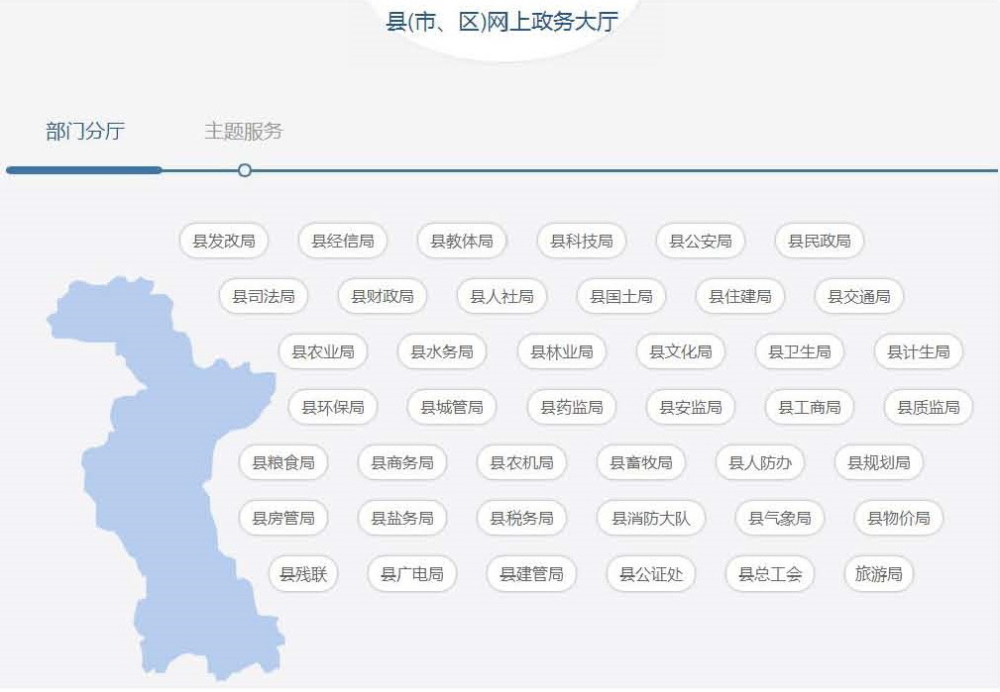 县(市、区)网上政务大厅
部门分厅 主题服务
县发改局 县经信局 县教体局 县科技局 县公安局 县民政局
县司法局 县财政局 县人社局 县国土局 县住建局 县交通局
县农业局 县水务局 县林业局 县文化局 县卫生局 县计生局
县环保局 县城管局 县药监局 县安监局 县工商局 县质监局
县粮食局 县商务局 县农机局 县畜牧局 县人防办 县规划局
县房管局 县盐务局 县税务局 县消防大队 县气象局 县物价局
县残联 县广电局 县建管局 县公证处 县总工会 旅游局